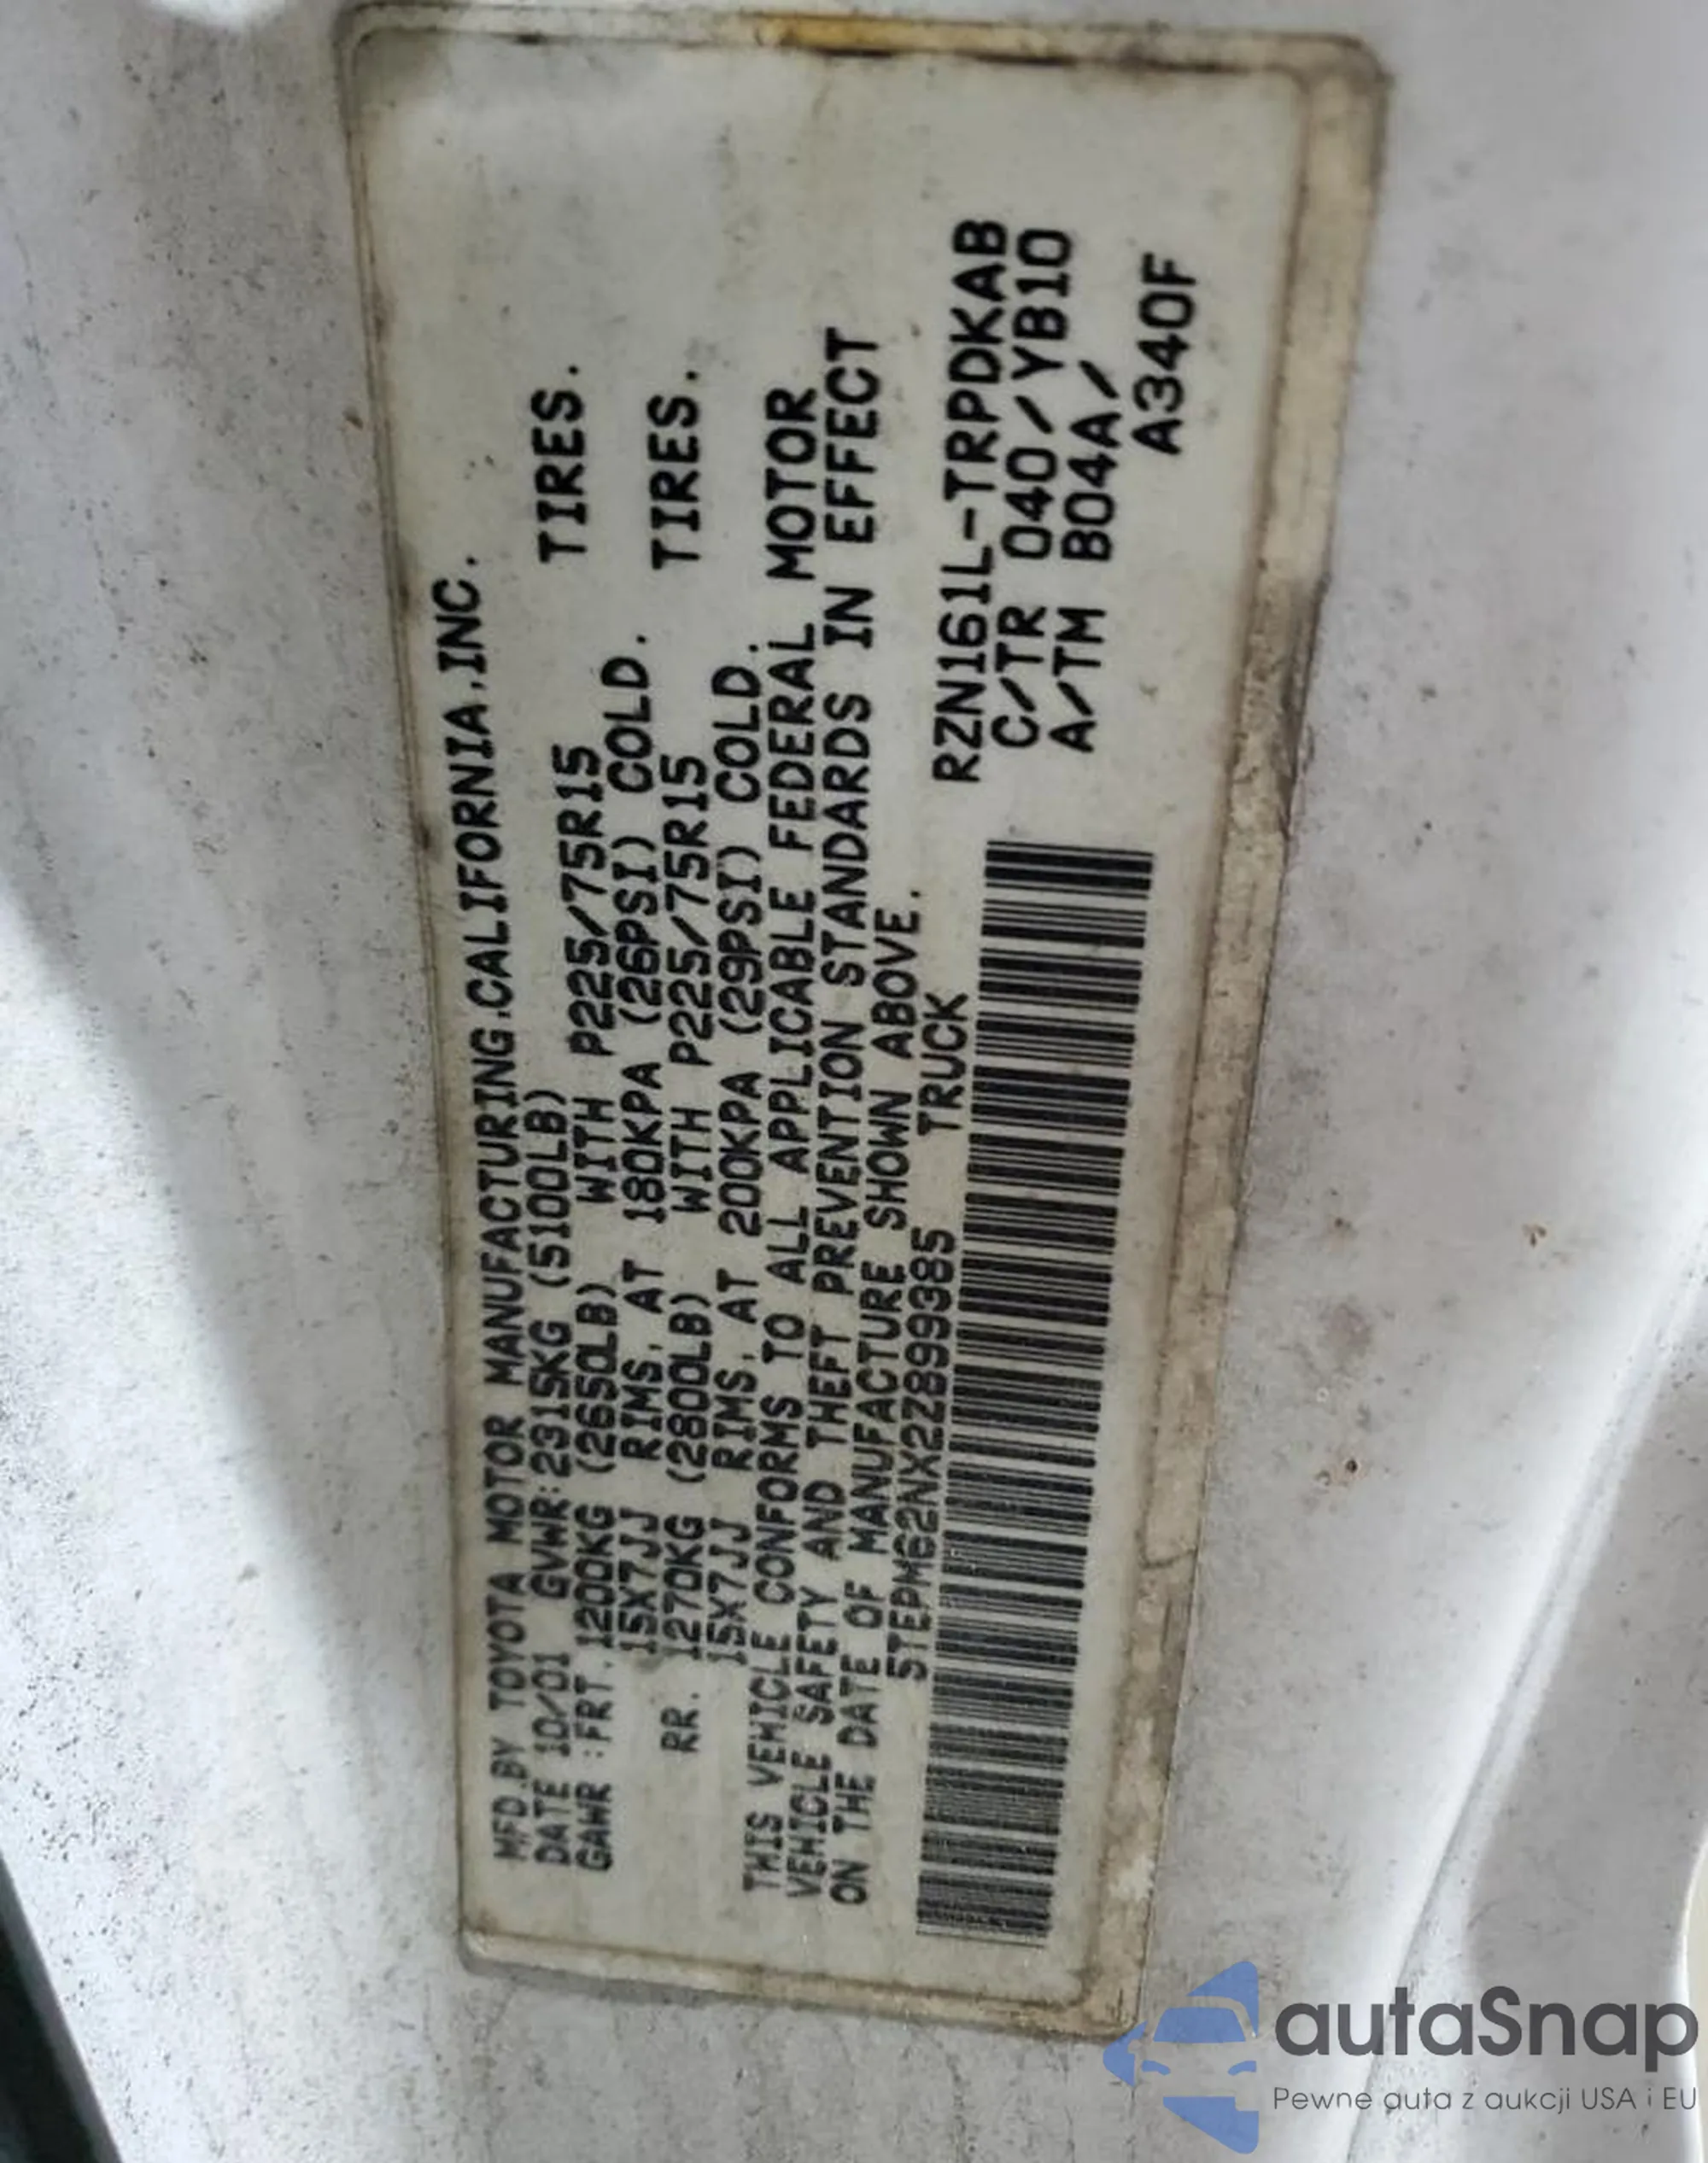 MFD.BY TOYOTA MOTOR MANUFACTURING.CALIFORNIA.INC.
DATE 10/01 GVWR:2315KG (5100LB)
GAWR:FRT.1200KG (2650LB) WITH P225/75R15 TIRES.
15X7JJ RIMS, AT 180KPA (26PSI) COLD.
RR. 1270KG (2800LB) WITH P225/75R15 TIRES.
15X7JJ RIMS, AT 200KPA (29PSI) COLD.
THIS VEHICLE CONFORMS TO ALL APPLICABLE FEDERAL MOTOR
VEHICLE SAFETY AND THEFT PREVENTION STANDARDS IN EFFECT
ON THE DATE OF MANUFACTURE SHOWN ABOVE.
5TEPM62NX2Z899385 TRUCK
RZN161L-TRPDKAB
C/TR 040/YB10
A/TM B04A/
A340F
autaSnap
Pewne auta z aukcji USA i EU